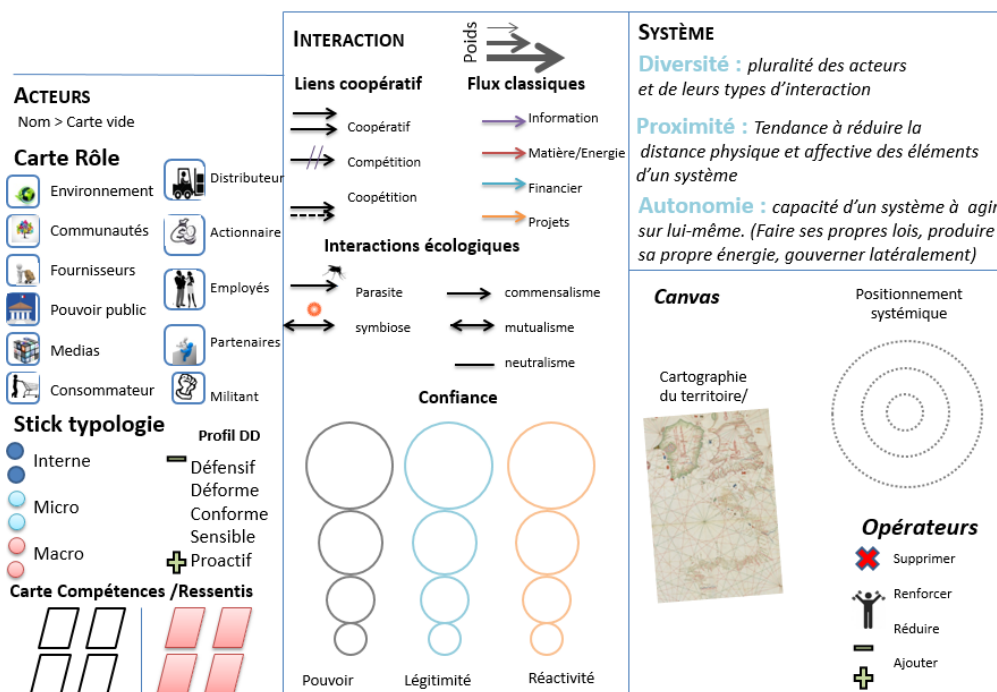 ACTEURS
Nom > Carte vide
Carte Rôle
Environnement
Communautés
Fournisseurs
Pouvoir public
Medias
Consommateur
Distributeur
Actionnaire
Employés
Partenaires
Militant
Stick typologie
Interne
Micro
Macro
Profil DD
Défensif
Déforme
Conforme
Sensible
Proactif
Carte Compétences /Ressentis
INTERACTION
Poids
Liens coopératif
Coopératif
Compétition
Coopétition
Flux classiques
Information
Matière/Energie
Financier
Projets
Interactions écologiques
Parasite
symbiose
commensalisme
mutualisme
neutralisme
Confiance
Pouvoir
Légitimité
Réactivité
SYSTÈME
Diversité : pluralité des acteurs
et de leurs types d'interaction
Proximité : Tendance à réduire la
distance physique et affective des éléments
d'un système
Autonomie : capacité d'un système à agir
sur lui-même. (Faire ses propres lois, produire
sa propre énergie, gouverner latéralement)
Canvas
Cartographie
du territoire/
Positionnement
systémique
Opérateurs
Supprimer
Renforcer
Réduire
Ajouter